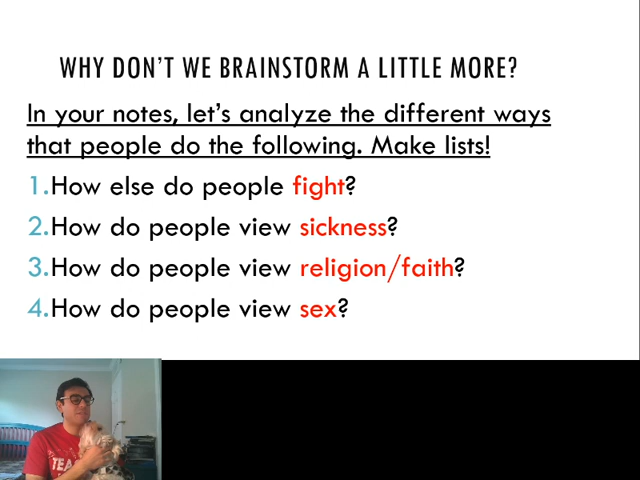 WHY DON'T WE BRAINSTORM A LITTLE MORE?
In your notes, let's analyze the different ways
that people do the following. Make lists!
1.How else do people fight?
2.How do people view sickness?
3.How do people view religion/faith?
4.How do people view sex?